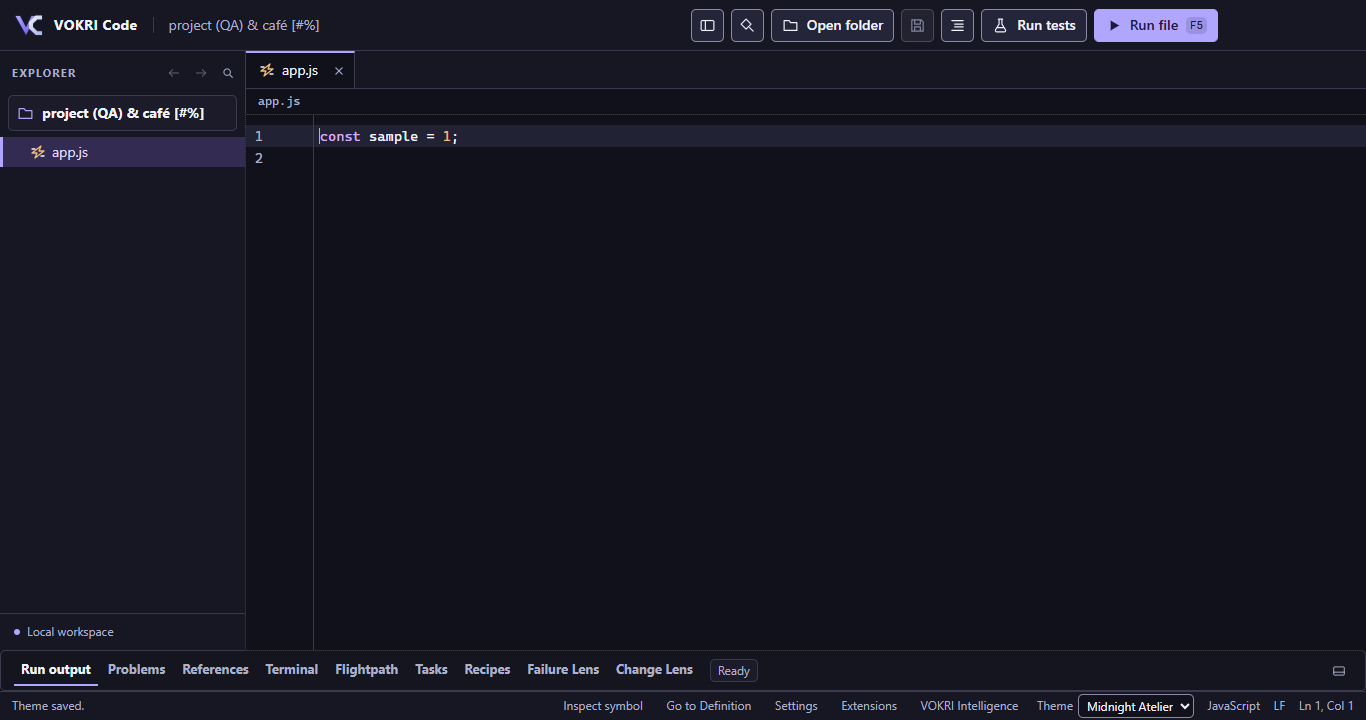 VOKRI Code project (QA) & café [#%] Open folder Run tests Run file F5
EXPLORER
project (QA) & café [#%]
app.js
app.js
app.js
1 const sample = 1;
2
Local workspace
Run output Problems References Terminal Flightpath Tasks Recipes Failure Lens Change Lens Ready
Theme saved. Inspect symbol Go to Definition Settings Extensions VOKRI Intelligence Theme Midnight Atelier JavaScript LF Ln 1, Col 1